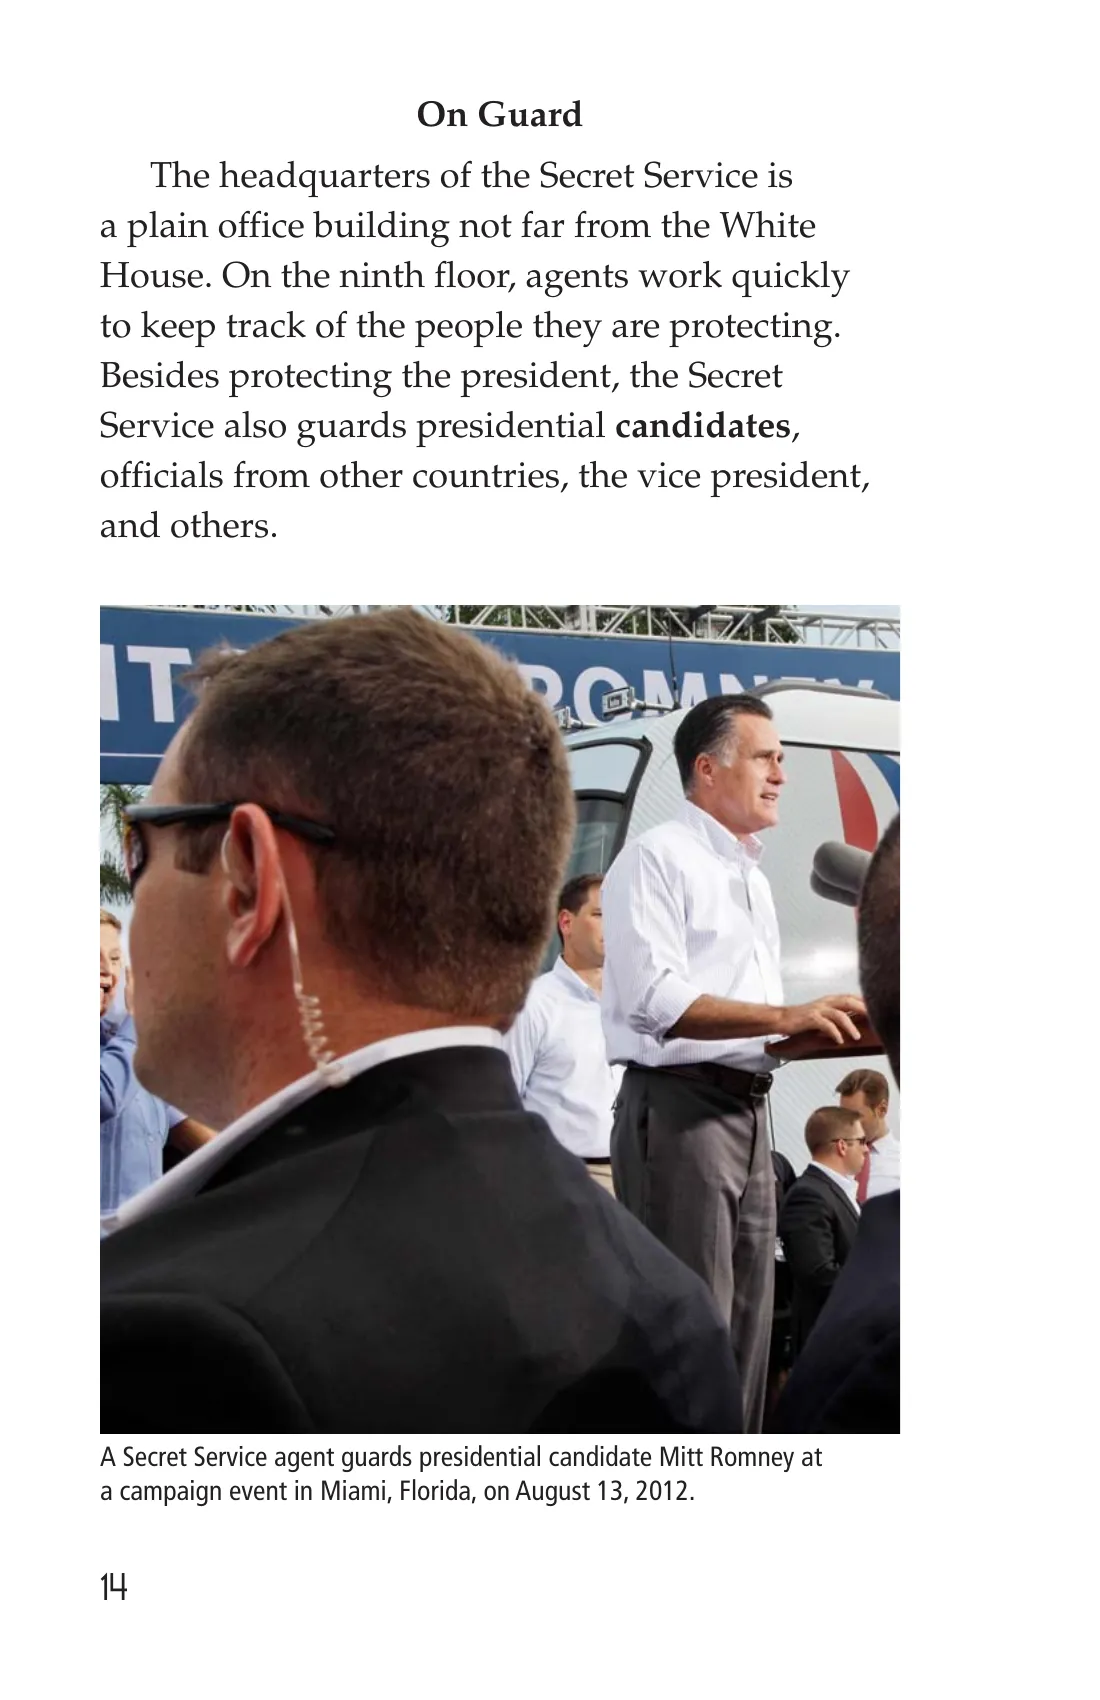 On Guard
The headquarters of the Secret Service is
a plain office building not far from the White
House. On the ninth floor, agents work quickly
to keep track of the people they are protecting.
Besides protecting the president, the Secret
Service also guards presidential candidates,
officials from other countries, the vice president,
and others.
IT ROMNEY
A Secret Service agent guards presidential candidate Mitt Romney at
a campaign event in Miami, Florida, on August 13, 2012.
14